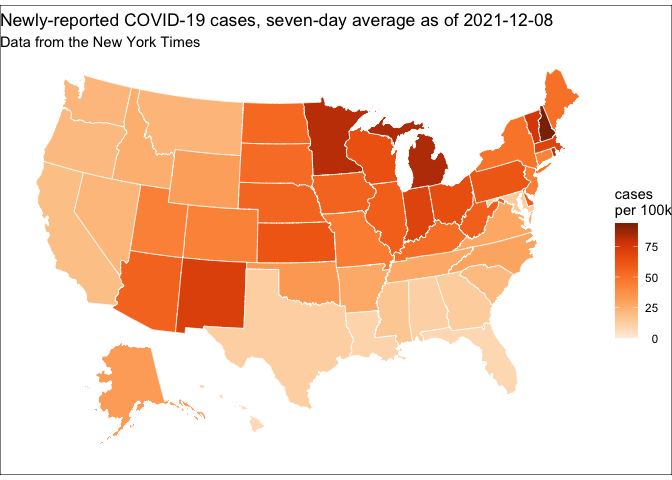 Newly-reported COVID-19 cases, seven-day average as of 2021-12-08
Data from the New York Times
cases
per 100k
75
50
25
0